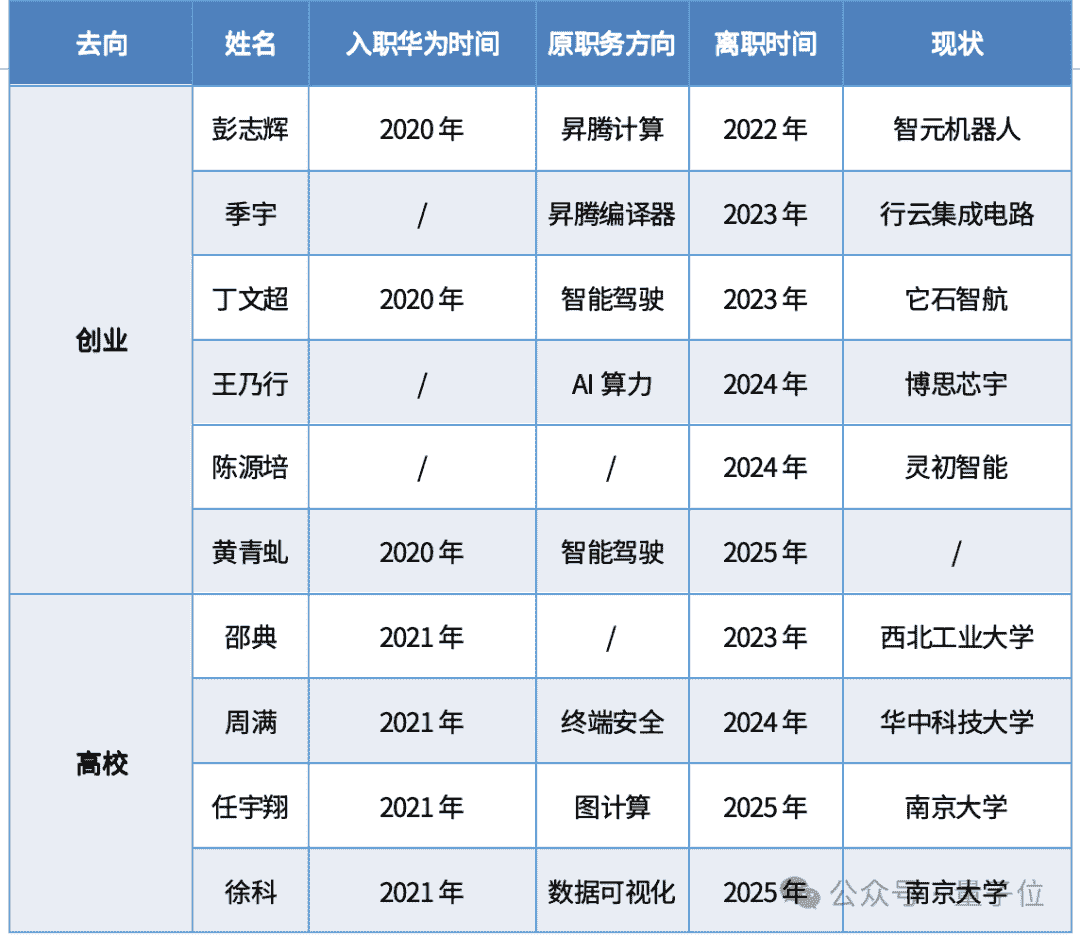 去向 姓名 入职华为时间 原职务方向 离职时间 现状
创业
彭志辉 2020年 昇腾计算 2022年 智元机器人
季宇 / 昇腾编译器 2023年 行云集成电路
丁文超 2020年 智能驾驶 2023年 它石智航
王乃行 / AI 算力 2024年 博思芯宇
陈源培 / / 2024年 灵初智能
黄青虬 2020年 智能驾驶 2025年 /
高校
邵典 2021年 / 2023年 西北工业大学
周满 2021年 终端安全 2024年 华中科技大学
任宇翔 2021年 图计算 2025年 南京大学
徐科 2021年 数据可视化 2025年 南京大学
公众号 量子位